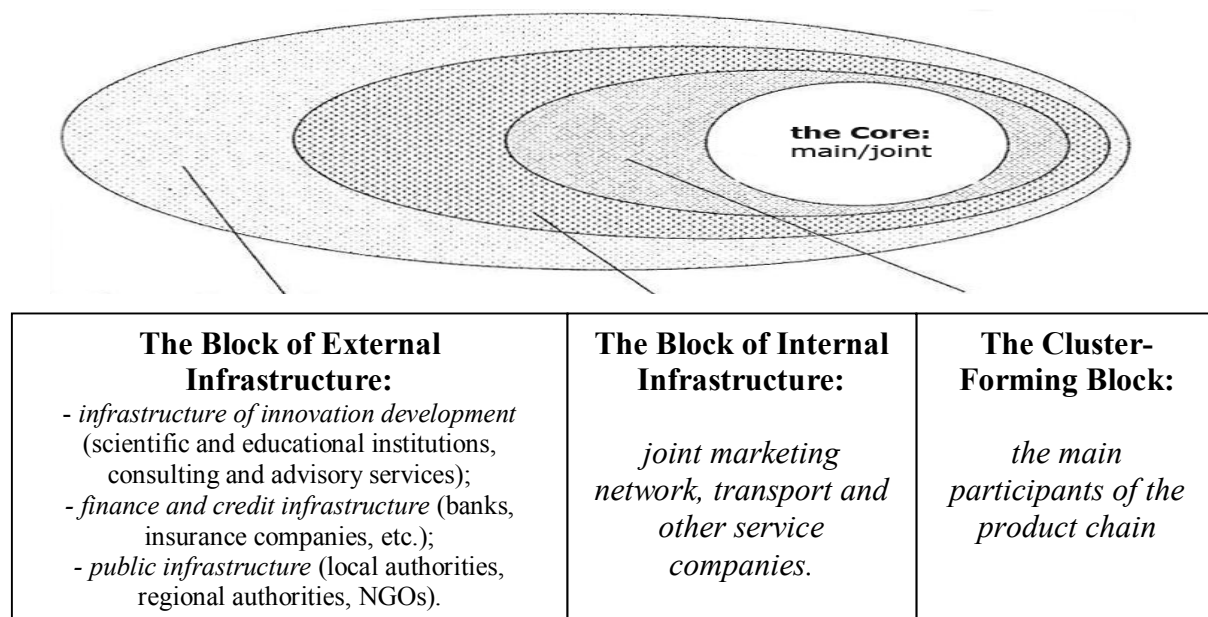 the Core:
main/joint
The Block of External
Infrastructure:
- infrastructure of innovation development
(scientific and educational institutions,
consulting and advisory services);
- finance and credit infrastructure (banks,
insurance companies, etc.);
- public infrastructure (local authorities,
regional authorities, NGOs).
The Block of Internal
Infrastructure:
joint marketing
network, transport and
other service
companies.
The Cluster-
Forming Block:
the main
participants of the
product chain